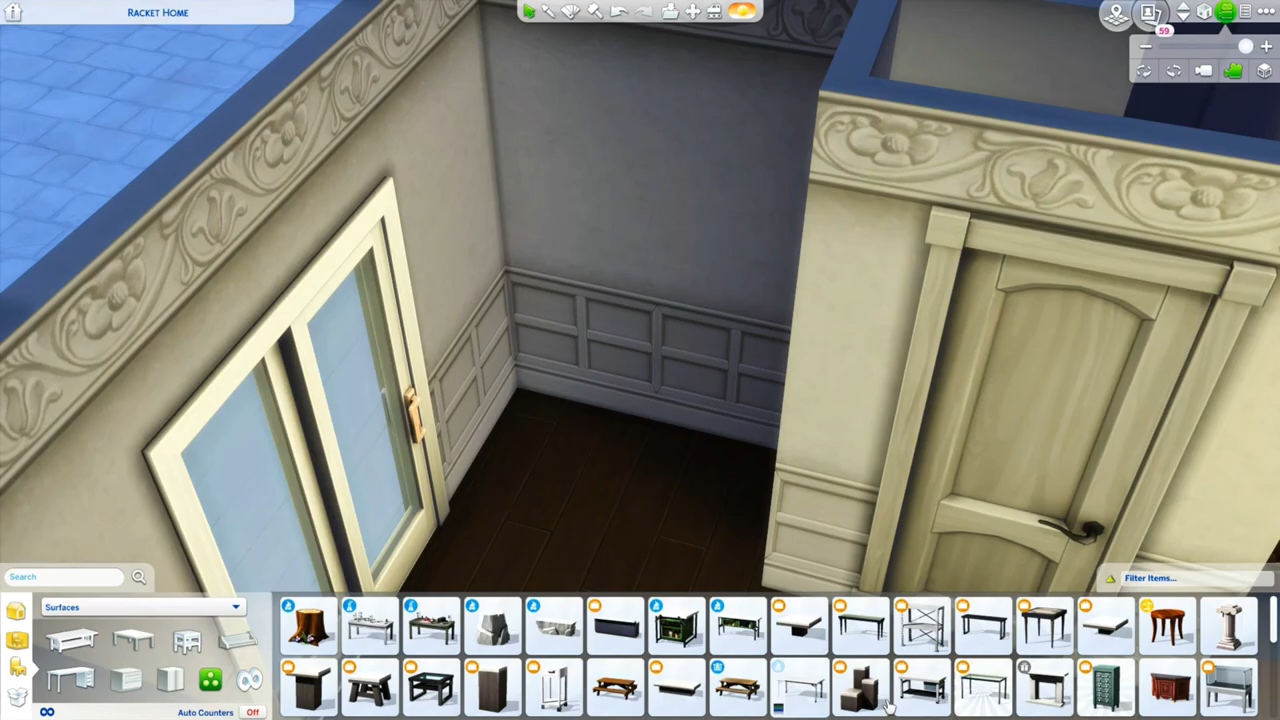 RACKET HOME
59
Search
Filter Items...
Surfaces
Auto Counters Off